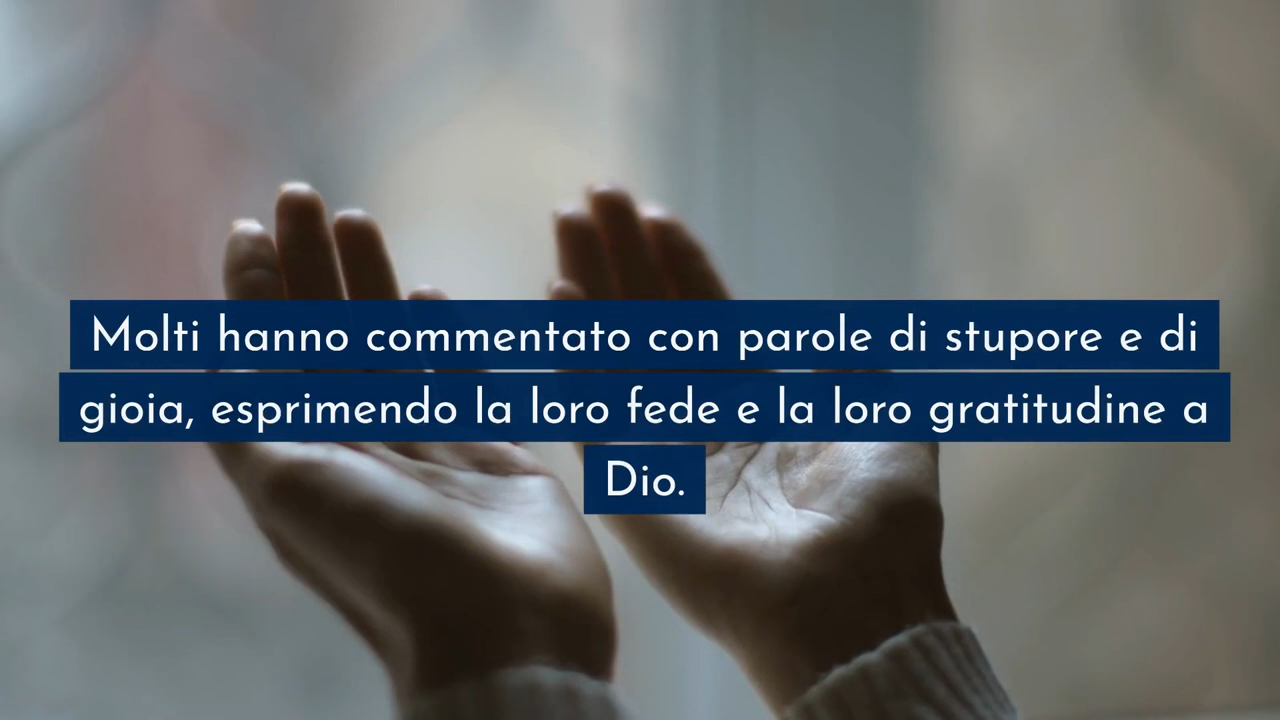 Molti hanno commentato con parole di stupore e di
gioia, esprimendo la loro fede e la loro gratitudine a
Dio.